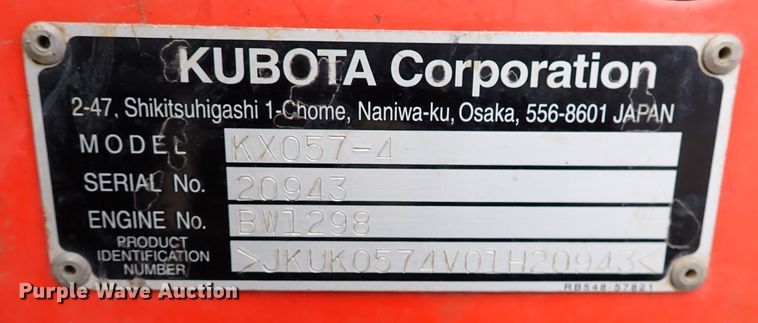 KUBOTA Corporation
2-47, Shikitsuhigashi 1-Chome, Naniwa-ku, Osaka, 556-8601 JAPAN
MODEL KX057-4
SERIAL No. 20943
ENGINE No. BW1298
PRODUCT
IDENTIFICATION
NUMBER >JKUK0574V01H20943<
RB548-57821
Purple Wave Auction